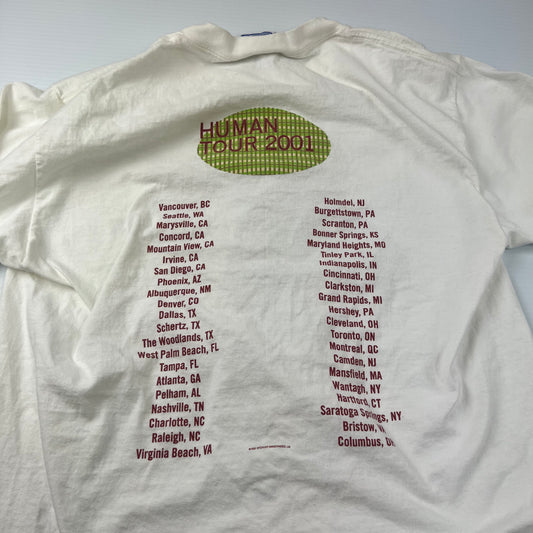 HUMAN
TOUR 2001
Vancouver, BC
Seattle, WA
Marysville, CA
Concord, CA
Mountain View, CA
Irvine, CA
San Diego, CA
Phoenix, AZ
Albuquerque, NM
Denver, CO
Dallas, TX
Schertz, TX
The Woodlands, TX
West Palm Beach, FL
Tampa, FL
Atlanta, GA
Pelham, AL
Nashville, TN
Charlotte, NC
Raleigh, NC
Virginia Beach, VA
Holmdel, NJ
Burgettstown, PA
Scranton, PA
Bonner Springs, KS
Maryland Heights, MO
Tinley Park, IL
Indianapolis, IN
Cincinnati, OH
Clarkston, MI
Grand Rapids, MI
Hershey, PA
Cleveland, OH
Toronto, ON
Montreal, QC
Camden, NJ
Mansfield, MA
Wantagh, NY
Hartford, CT
Saratoga Springs, NY
Bristow,
Columbus,